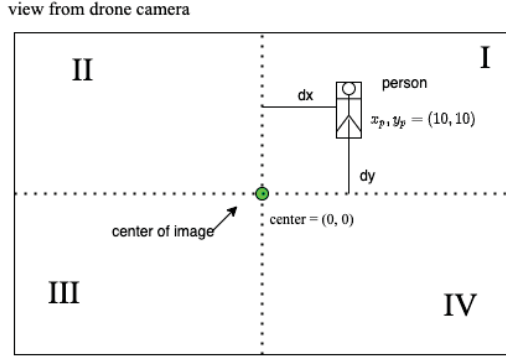 view from drone camera
II
I
person
dx
x_p, y_p = (10, 10)
dy
center of image
center = (0, 0)
III
IV